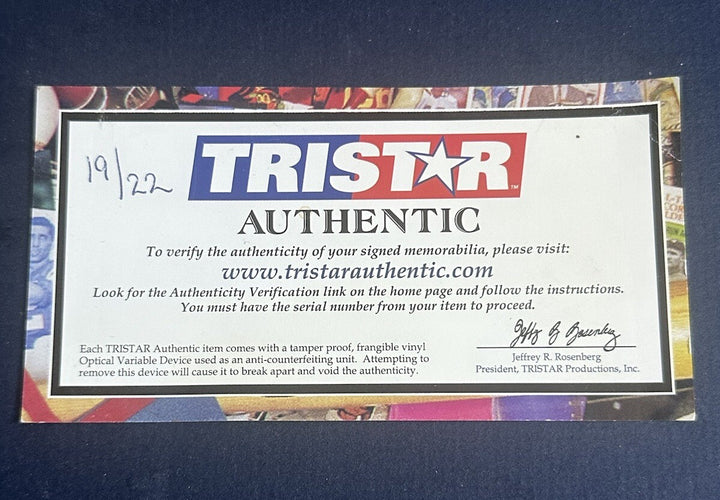 19/22
TRISTAR™
AUTHENTIC
To verify the authenticity of your signed memorabilia, please visit:
www.tristarauthentic.com
Look for the Authenticity Verification link on the home page and follow the instructions.
You must have the serial number from your item to proceed.
Each TRISTAR Authentic item comes with a tamper proof, frangible vinyl
Optical Variable Device used as an anti-counterfeiting unit. Attempting to
remove this device will cause it to break apart and void the authenticity.
Jeffrey R. Rosenberg
President, TRISTAR Productions, Inc.